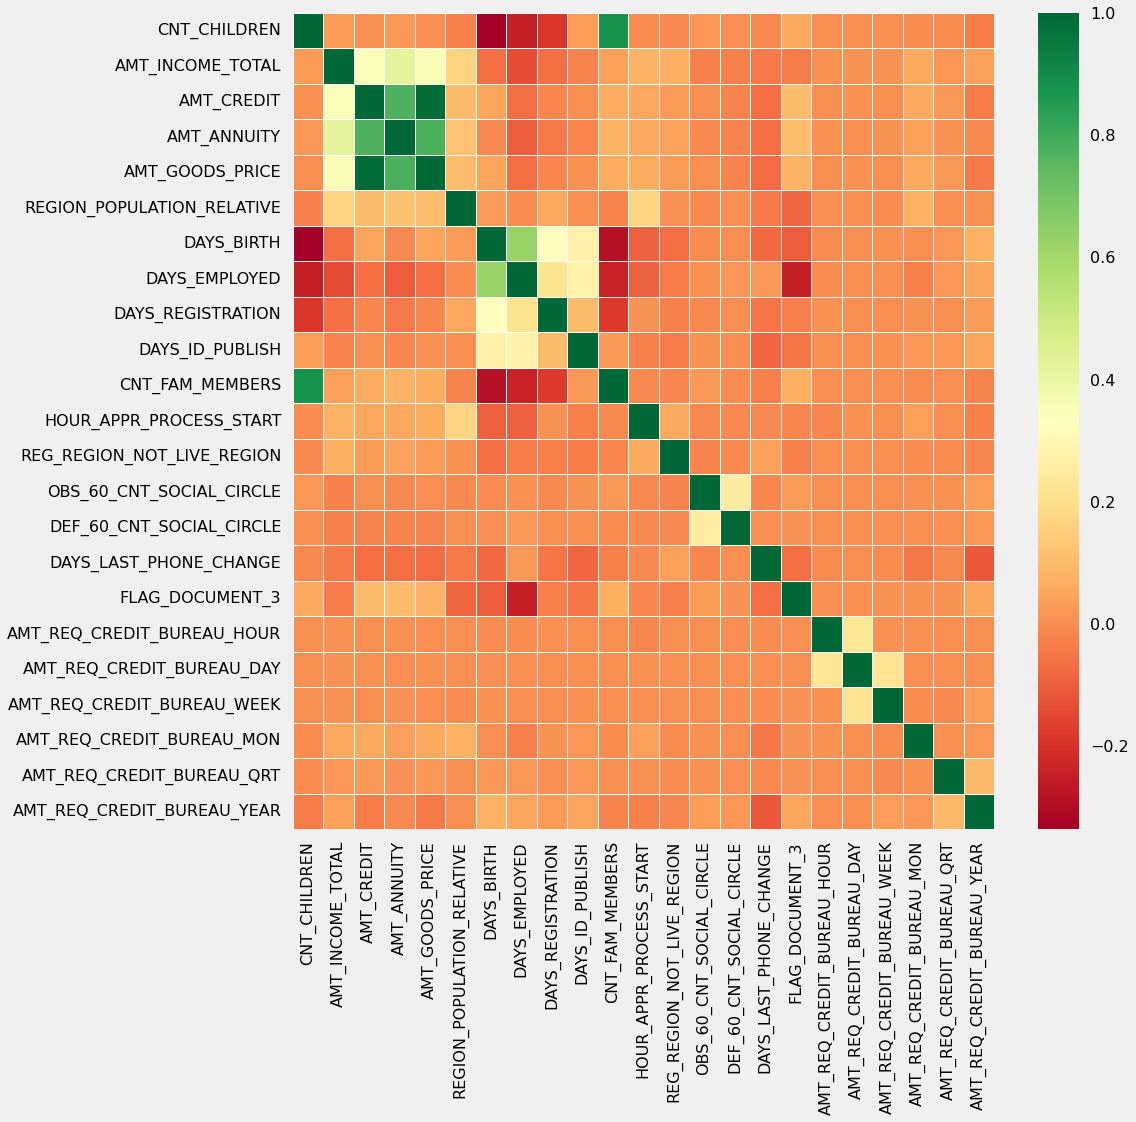 CNT_CHILDREN
AMT_INCOME_TOTAL
AMT_CREDIT
AMT_ANNUITY
AMT_GOODS_PRICE
REGION_POPULATION_RELATIVE
DAYS_BIRTH
DAYS_EMPLOYED
DAYS_REGISTRATION
DAYS_ID_PUBLISH
CNT_FAM_MEMBERS
HOUR_APPR_PROCESS_START
REG_REGION_NOT_LIVE_REGION
OBS_60_CNT_SOCIAL_CIRCLE
DEF_60_CNT_SOCIAL_CIRCLE
DAYS_LAST_PHONE_CHANGE
FLAG_DOCUMENT_3
AMT_REQ_CREDIT_BUREAU_HOUR
AMT_REQ_CREDIT_BUREAU_DAY
AMT_REQ_CREDIT_BUREAU_WEEK
AMT_REQ_CREDIT_BUREAU_MON
AMT_REQ_CREDIT_BUREAU_QRT
AMT_REQ_CREDIT_BUREAU_YEAR
CNT_CHILDREN
AMT_INCOME_TOTAL
AMT_CREDIT
AMT_ANNUITY
AMT_GOODS_PRICE
REGION_POPULATION_RELATIVE
DAYS_BIRTH
DAYS_EMPLOYED
DAYS_REGISTRATION
DAYS_ID_PUBLISH
CNT_FAM_MEMBERS
HOUR_APPR_PROCESS_START
REG_REGION_NOT_LIVE_REGION
OBS_60_CNT_SOCIAL_CIRCLE
DEF_60_CNT_SOCIAL_CIRCLE
DAYS_LAST_PHONE_CHANGE
FLAG_DOCUMENT_3
AMT_REQ_CREDIT_BUREAU_HOUR
AMT_REQ_CREDIT_BUREAU_DAY
AMT_REQ_CREDIT_BUREAU_WEEK
AMT_REQ_CREDIT_BUREAU_MON
AMT_REQ_CREDIT_BUREAU_QRT
AMT_REQ_CREDIT_BUREAU_YEAR
1.0
0.8
0.6
0.4
0.2
0.0
−0.2